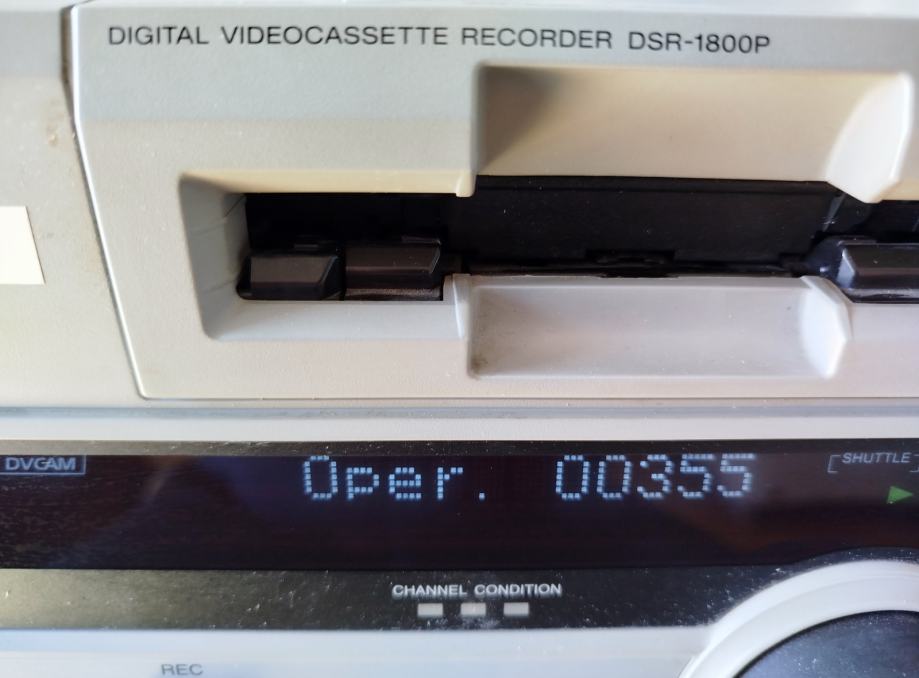 DIGITAL VIDEOCASSETTE RECORDER DSR-1800P
DVCAM
Oper. 00355
SHUTTLE
CHANNEL CONDITION
REC